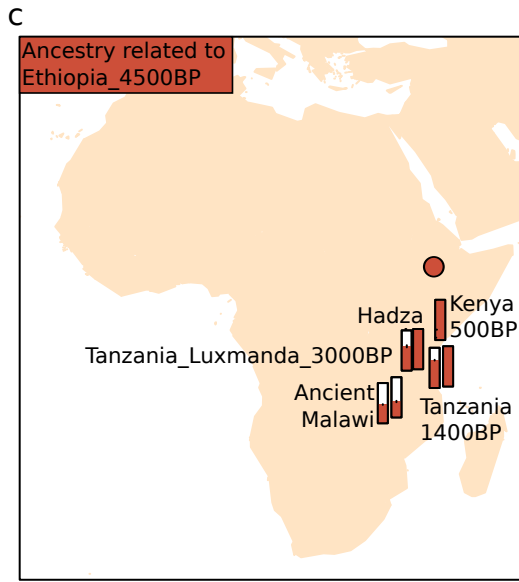 C
Ancestry related to
Ethiopia_4500BP
Hadza
Kenya
500BP
Tanzania_Luxmanda_3000BP
Ancient
Malawi
Tanzania
1400BP